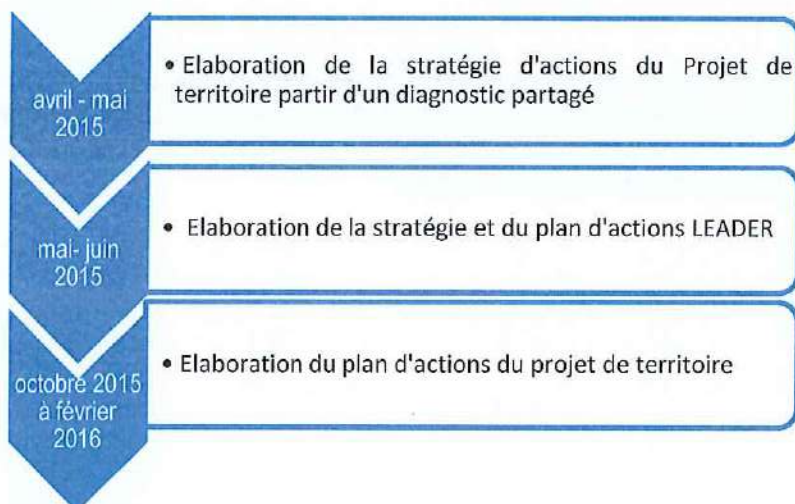 avril - mai
2015
• Elaboration de la stratégie d'actions du Projet de
territoire partir d'un diagnostic partagé
mai- juin
2015
• Elaboration de la stratégie et du plan d'actions LEADER
octobre 2015
à février
2016
• Elaboration du plan d'actions du projet de territoire